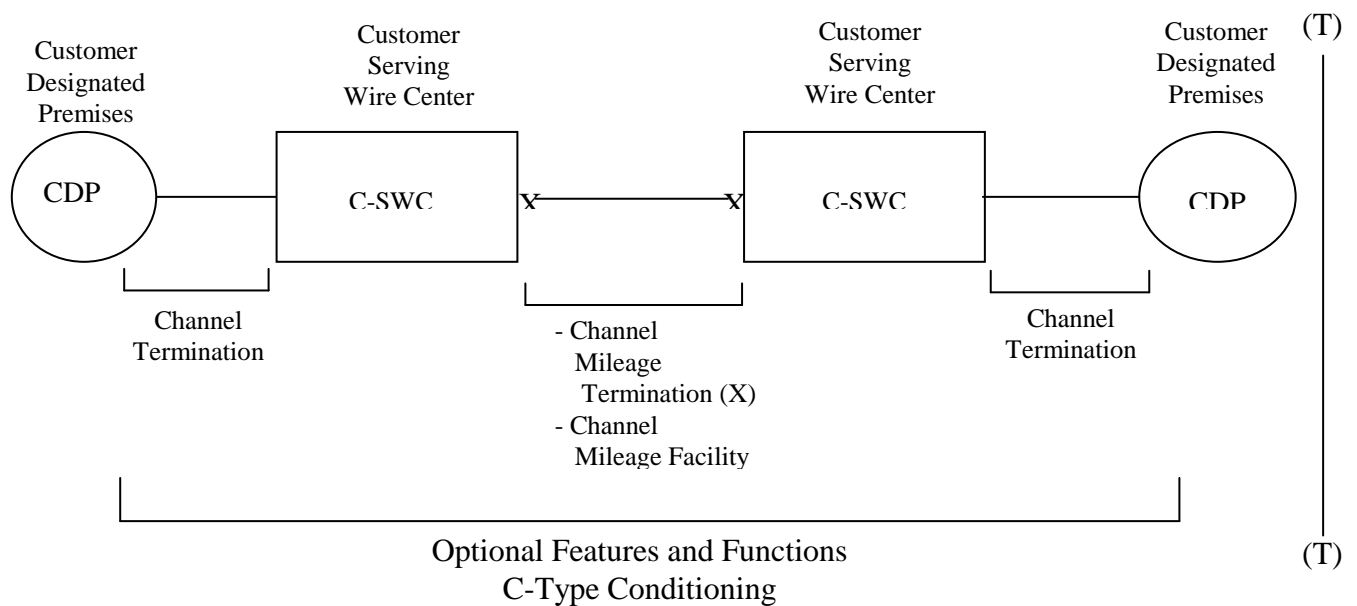 Customer
Designated
Premises
Customer
Serving
Wire Center
Customer
Serving
Wire Center
Customer
Designated
Premises
(T)
CDP
C-SWC
X
X
C-SWC
CDP
Channel
Termination
- Channel
Mileage
Termination (X)
- Channel
Mileage Facility
Channel
Termination
Optional Features and Functions
C-Type Conditioning
(T)